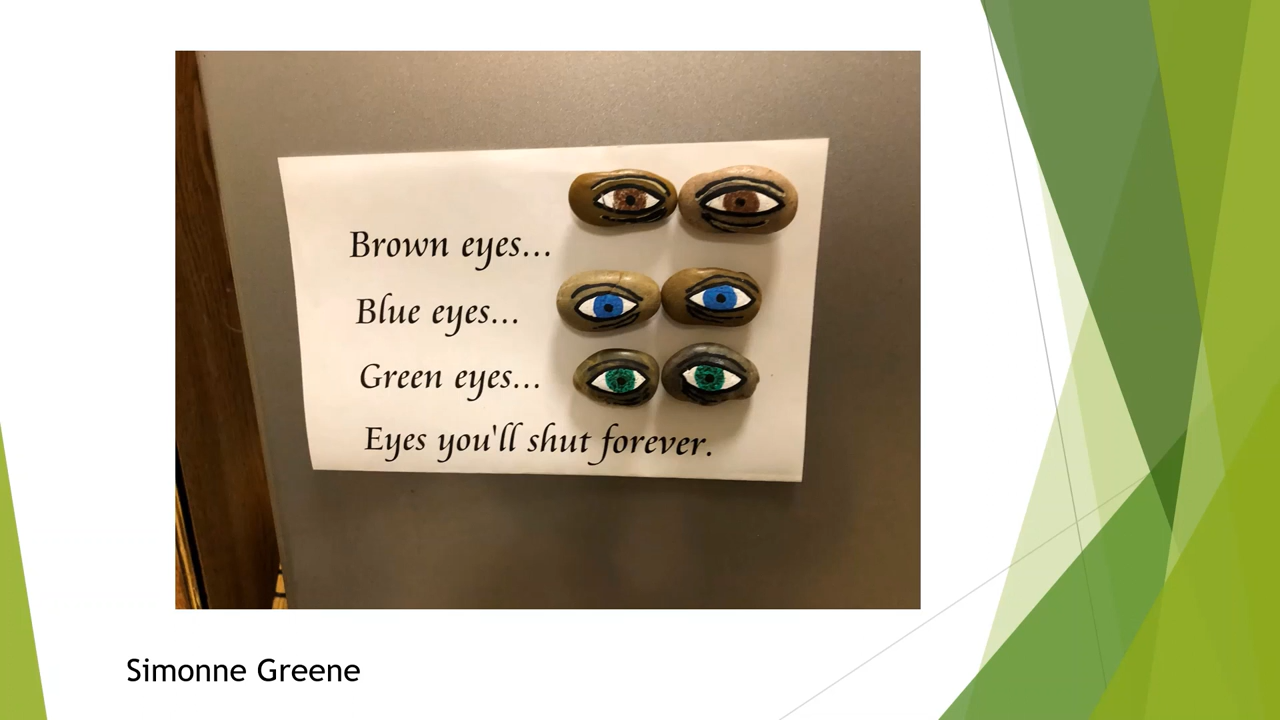 Brown eyes...
Blue eyes...
Green eyes...
Eyes you'll shut forever.
Simonne Greene